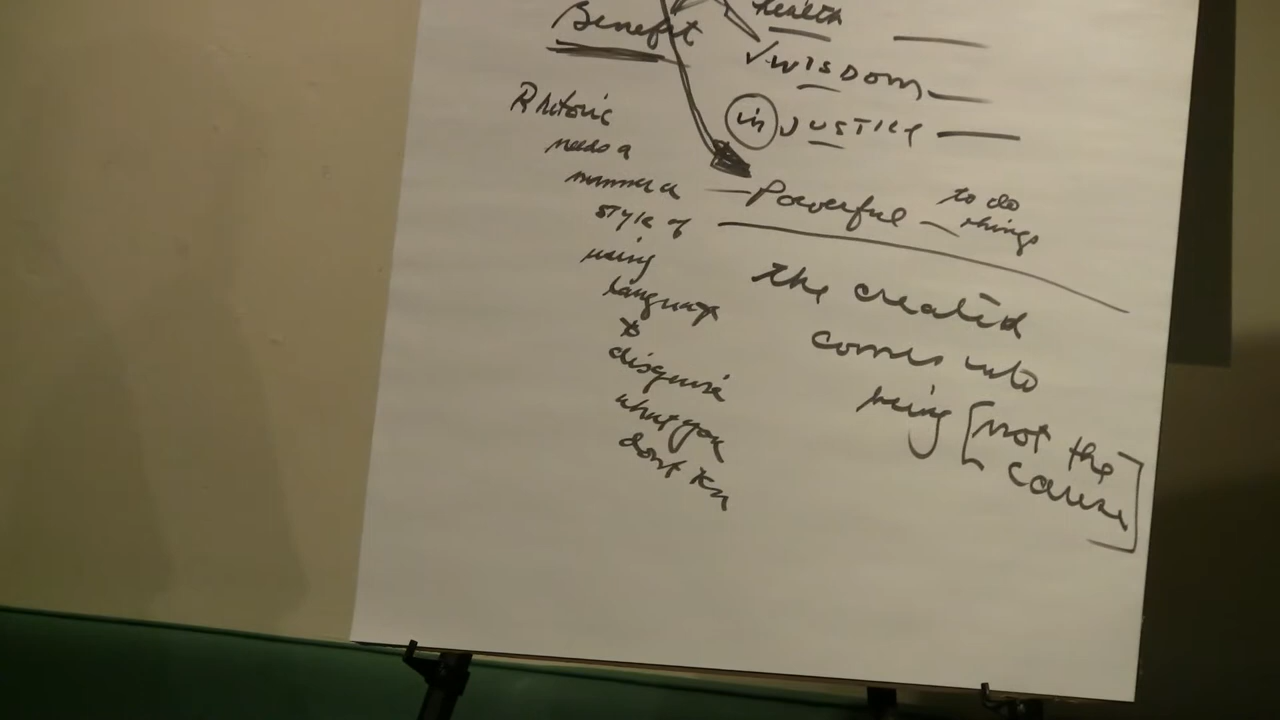 Benefit
health
✓WISDOM
(in) JUSTICE
Powerful — to do
things
Rhetoric
needs a
manner a
style of
using
language
to
disguise
what you
dont Kn
the created
comes into
being [not the
cause]